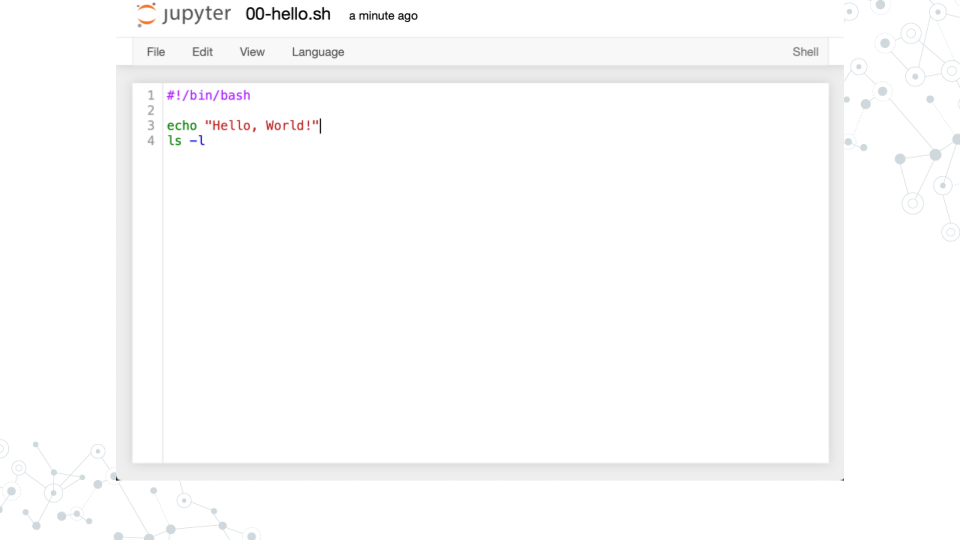 jupyter 00-hello.sh a minute ago
File Edit View Language Shell
1 #!/bin/bash
2
3 echo "Hello, World!"
4 ls -l